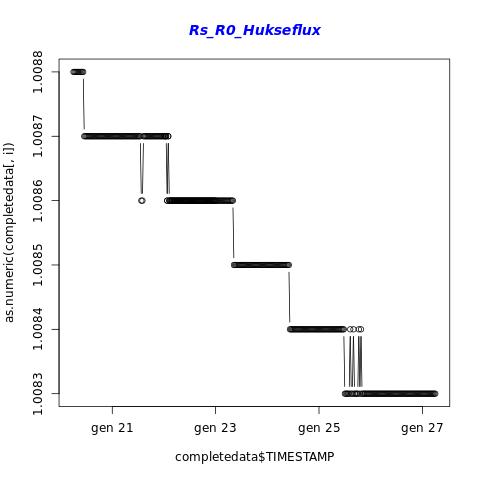 Rs_R0_Hukseflux
as.numeric(completedata[, i])
1.0088
1.0087
1.0086
1.0085
1.0084
1.0083
gen 21 gen 23 gen 25 gen 27
completedata$TIMESTAMP